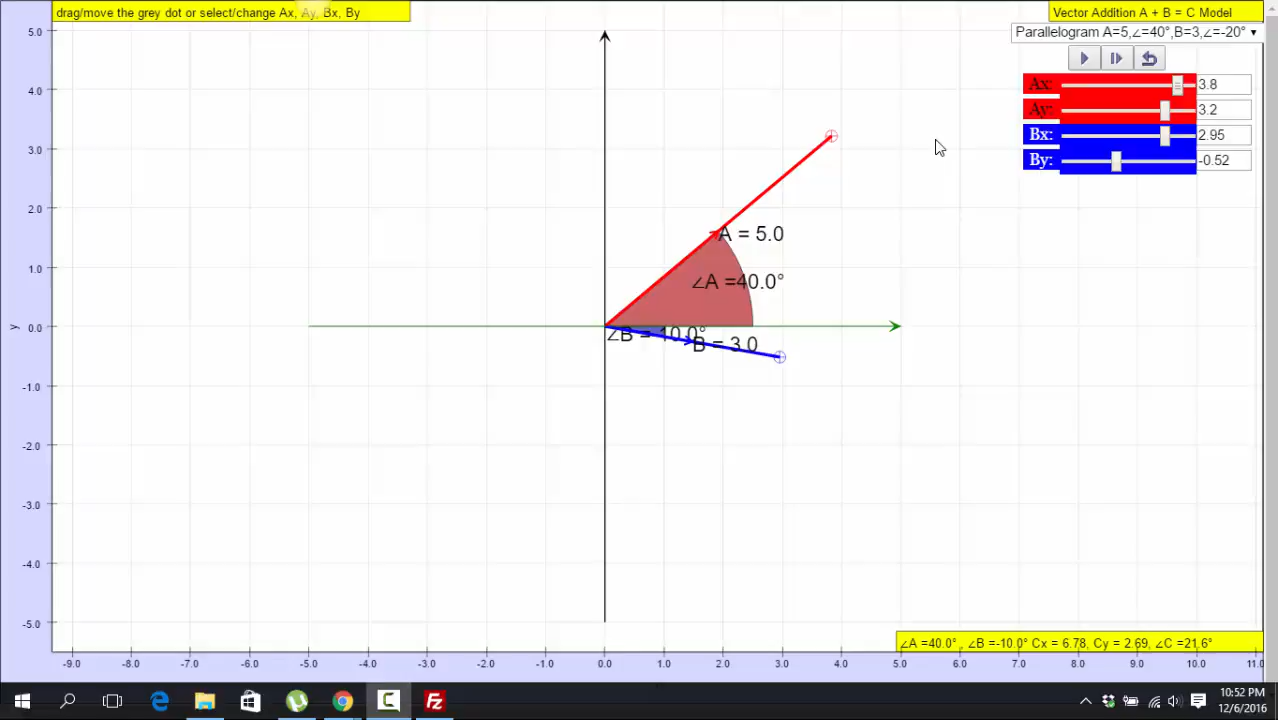 drag/move the grey dot or select/change Ax, Ay, Bx, By
Vector Addition A + B = C Model
Parallelogram A=5,∠=40°,B=3,∠=-20°
Ax: 3.8
Ay: 3.2
Bx: 2.95
By: -0.52
5.0
4.0
3.0
2.0
1.0
0.0
-1.0
-2.0
-3.0
-4.0
-5.0
y
A = 5.0
∠A =40.0°
∠B = 10.0°
B = 3.0
∠A =40.0° , ∠B =-10.0° Cx = 6.78, Cy = 2.69, ∠C =21.6°
-9.0 -8.0 -7.0 -6.0 -5.0 -4.0 -3.0 -2.0 -1.0 0.0 1.0 2.0 3.0 4.0 5.0 6.0 7.0 8.0 9.0 10.0 11.0
10:52 PM
12/6/2016